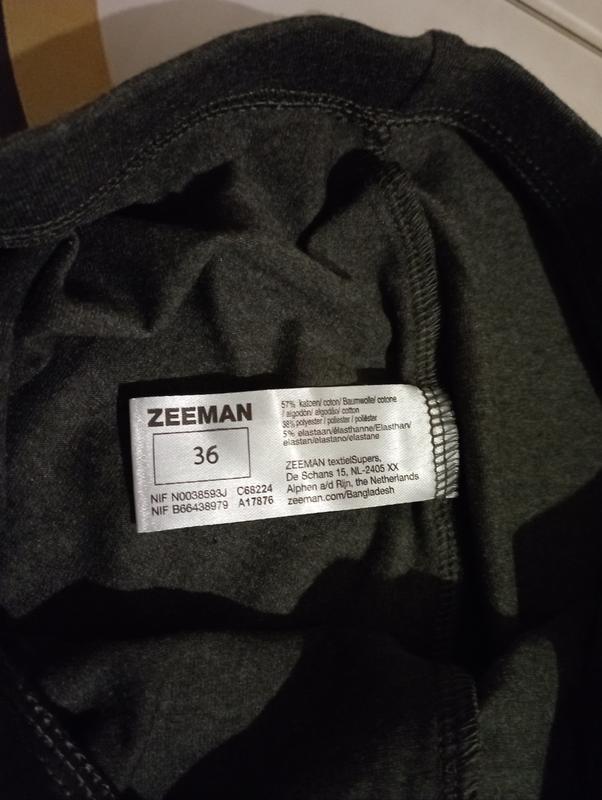 ZEEMAN
36
NIF N0038593J C68224
NIF B66438979 A17876
57% katoen/ coton/ Baumwolle/ cotone
/ algodón/ algodão/ cotton
38% polyester / poliester / poliéster
5% elastaan/élasthanne/Elasthan/
elastan/elastano/elastane
ZEEMAN textielSupers,
De Schans 15, NL-2405 XX
Alphen a/d Rijn, the Netherlands
zeeman.com/Bangladesh